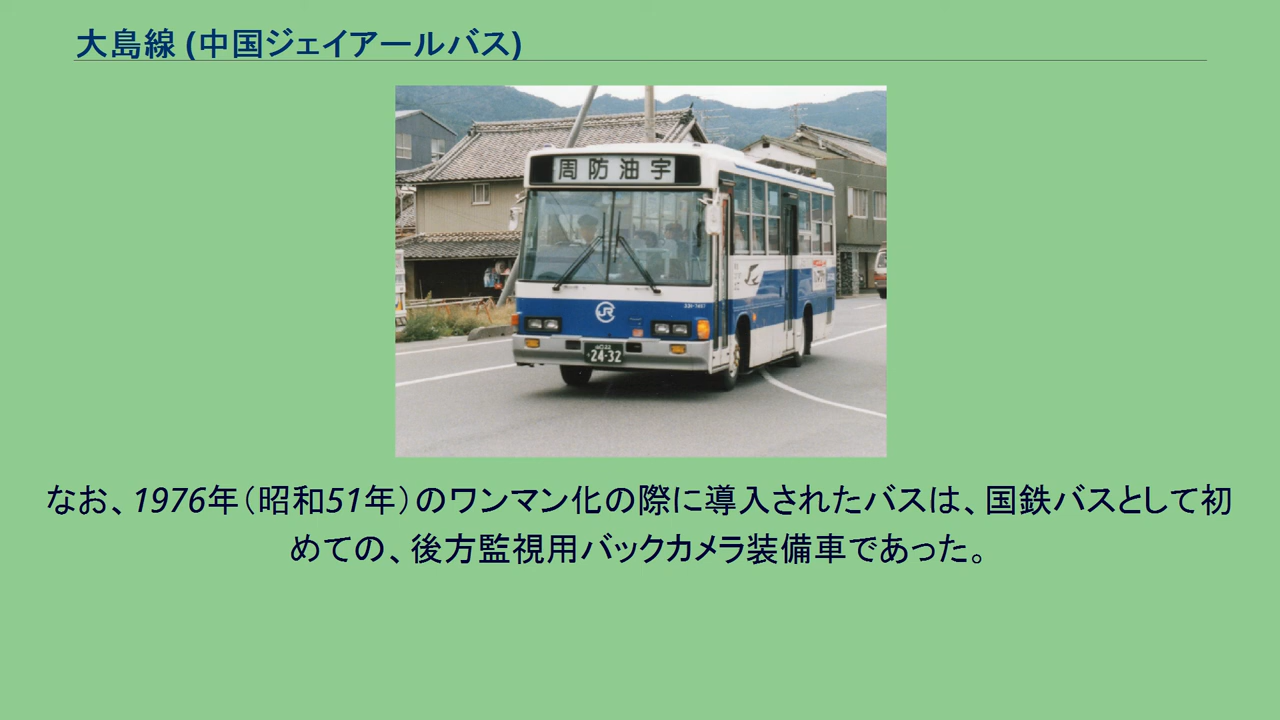 大島線 (中国ジェイアールバス)
周防油宇
JR
24-32
なお、1976年（昭和51年）のワンマン化の際に導入されたバスは、国鉄バスとして初
めての、後方監視用バックカメラ装備車であった。